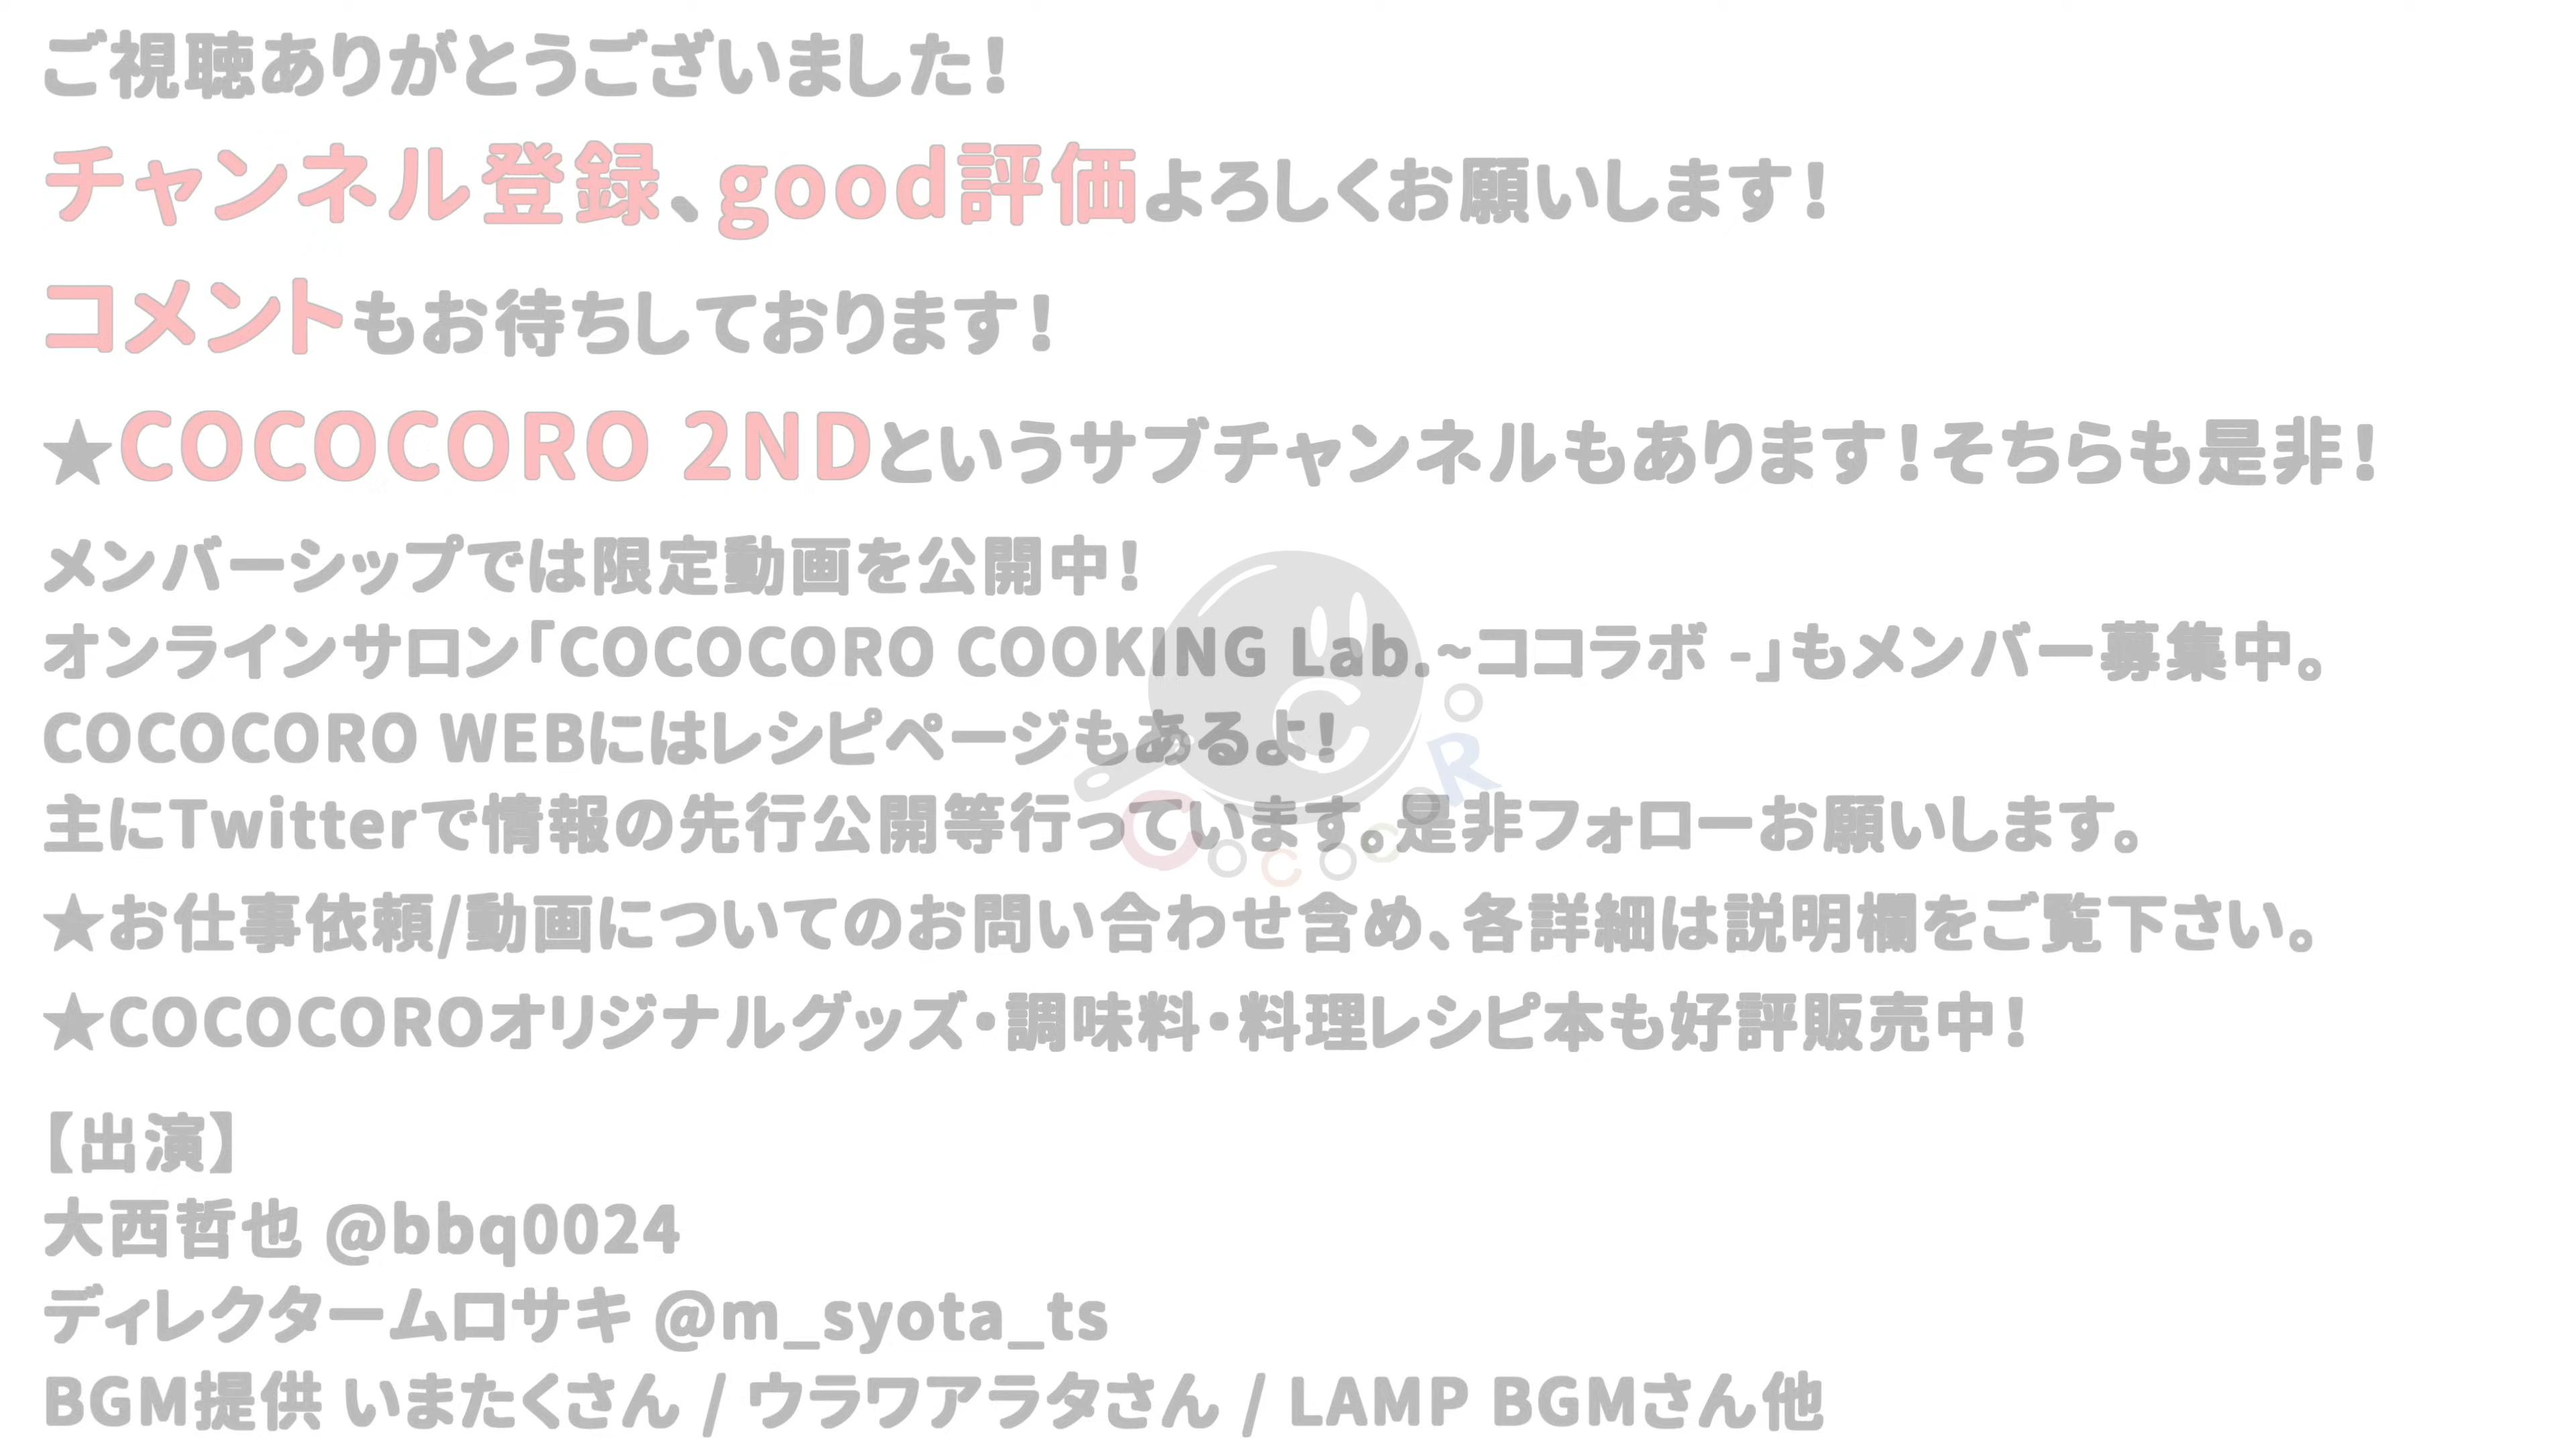 ご視聴ありがとうございました!
チャンネル登録、good評価よろしくお願いします!
コメントもお待ちしております!
★COCOCORO 2NDというサブチャンネルもあります!そちらも是非!
メンバーシップでは限定動画を公開中!
オンラインサロン「COCOCORO COOKING Lab.~ココラボ -」もメンバー募集中。
COCOCORO WEBにはレシピページもあるよ!
主にTwitterで情報の先行公開等行っています。是非フォローお願いします。
COCOCORO
★お仕事依頼/動画についてのお問い合わせ含め、各詳細は説明欄をご覧下さい。
★COCOCOROオリジナルグッズ・調味料・料理レシピ本も好評販売中!
【出演】
大西哲也 @bbq0024
ディレクタームロサキ @m_syota_ts
BGM提供 いまたくさん / ウラワアラタさん / LAMP BGMさん他